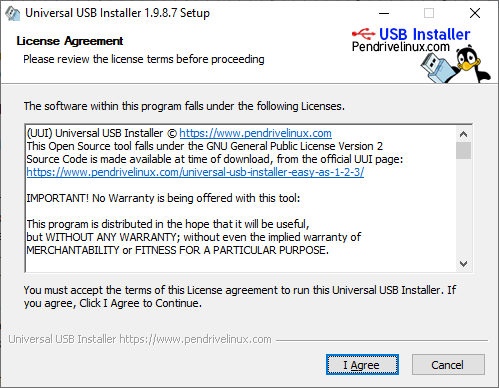 Universal USB Installer 1.9.8.7 Setup
License Agreement
Please review the license terms before proceeding
USB Installer
Pendrivelinux.com
The software within this program falls under the following Licenses.
(UUI) Universal USB Installer © https://www.pendrivelinux.com
This Open Source tool falls under the GNU General Public License Version 2
Source Code is made available at time of download, from the official UUI page:
https://www.pendrivelinux.com/universal-usb-installer-easy-as-1-2-3/
IMPORTANT! No Warranty is being offered with this tool:
This program is distributed in the hope that it will be useful,
but WITHOUT ANY WARRANTY; without even the implied warranty of
MERCHANTABILITY or FITNESS FOR A PARTICULAR PURPOSE.
You must accept the terms of this License agreement to run this Universal USB Installer. If
you agree, Click I Agree to Continue.
Universal USB Installer https://www.pendrivelinux.com
I Agree
Cancel